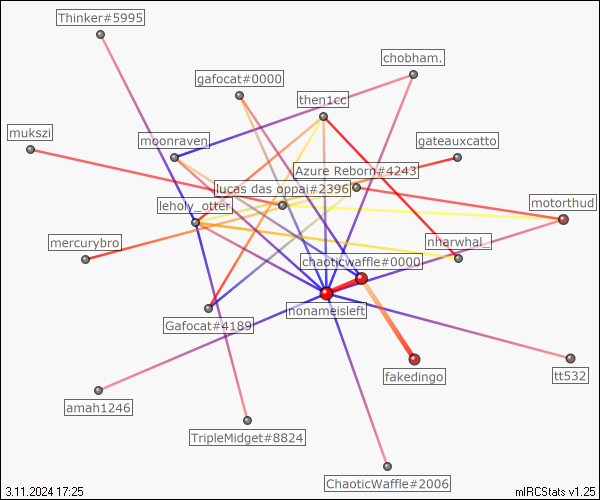 Thinker#5995
chobham.
gafocat#0000
then1cc
mukszi
moonraven
gateauxcatto
Azure Reborn#4243
lucas das oppai#2396
leholy_otter
motorthud
mercurybro
nharwhal_
chaoticwaffle#0000
nonameisleft
Gafocat#4189
fakedingo
tt532
amah1246
TripleMidget#8824
ChaoticWaffle#2006
3.11.2024 17:25
mIRCStats v1.25